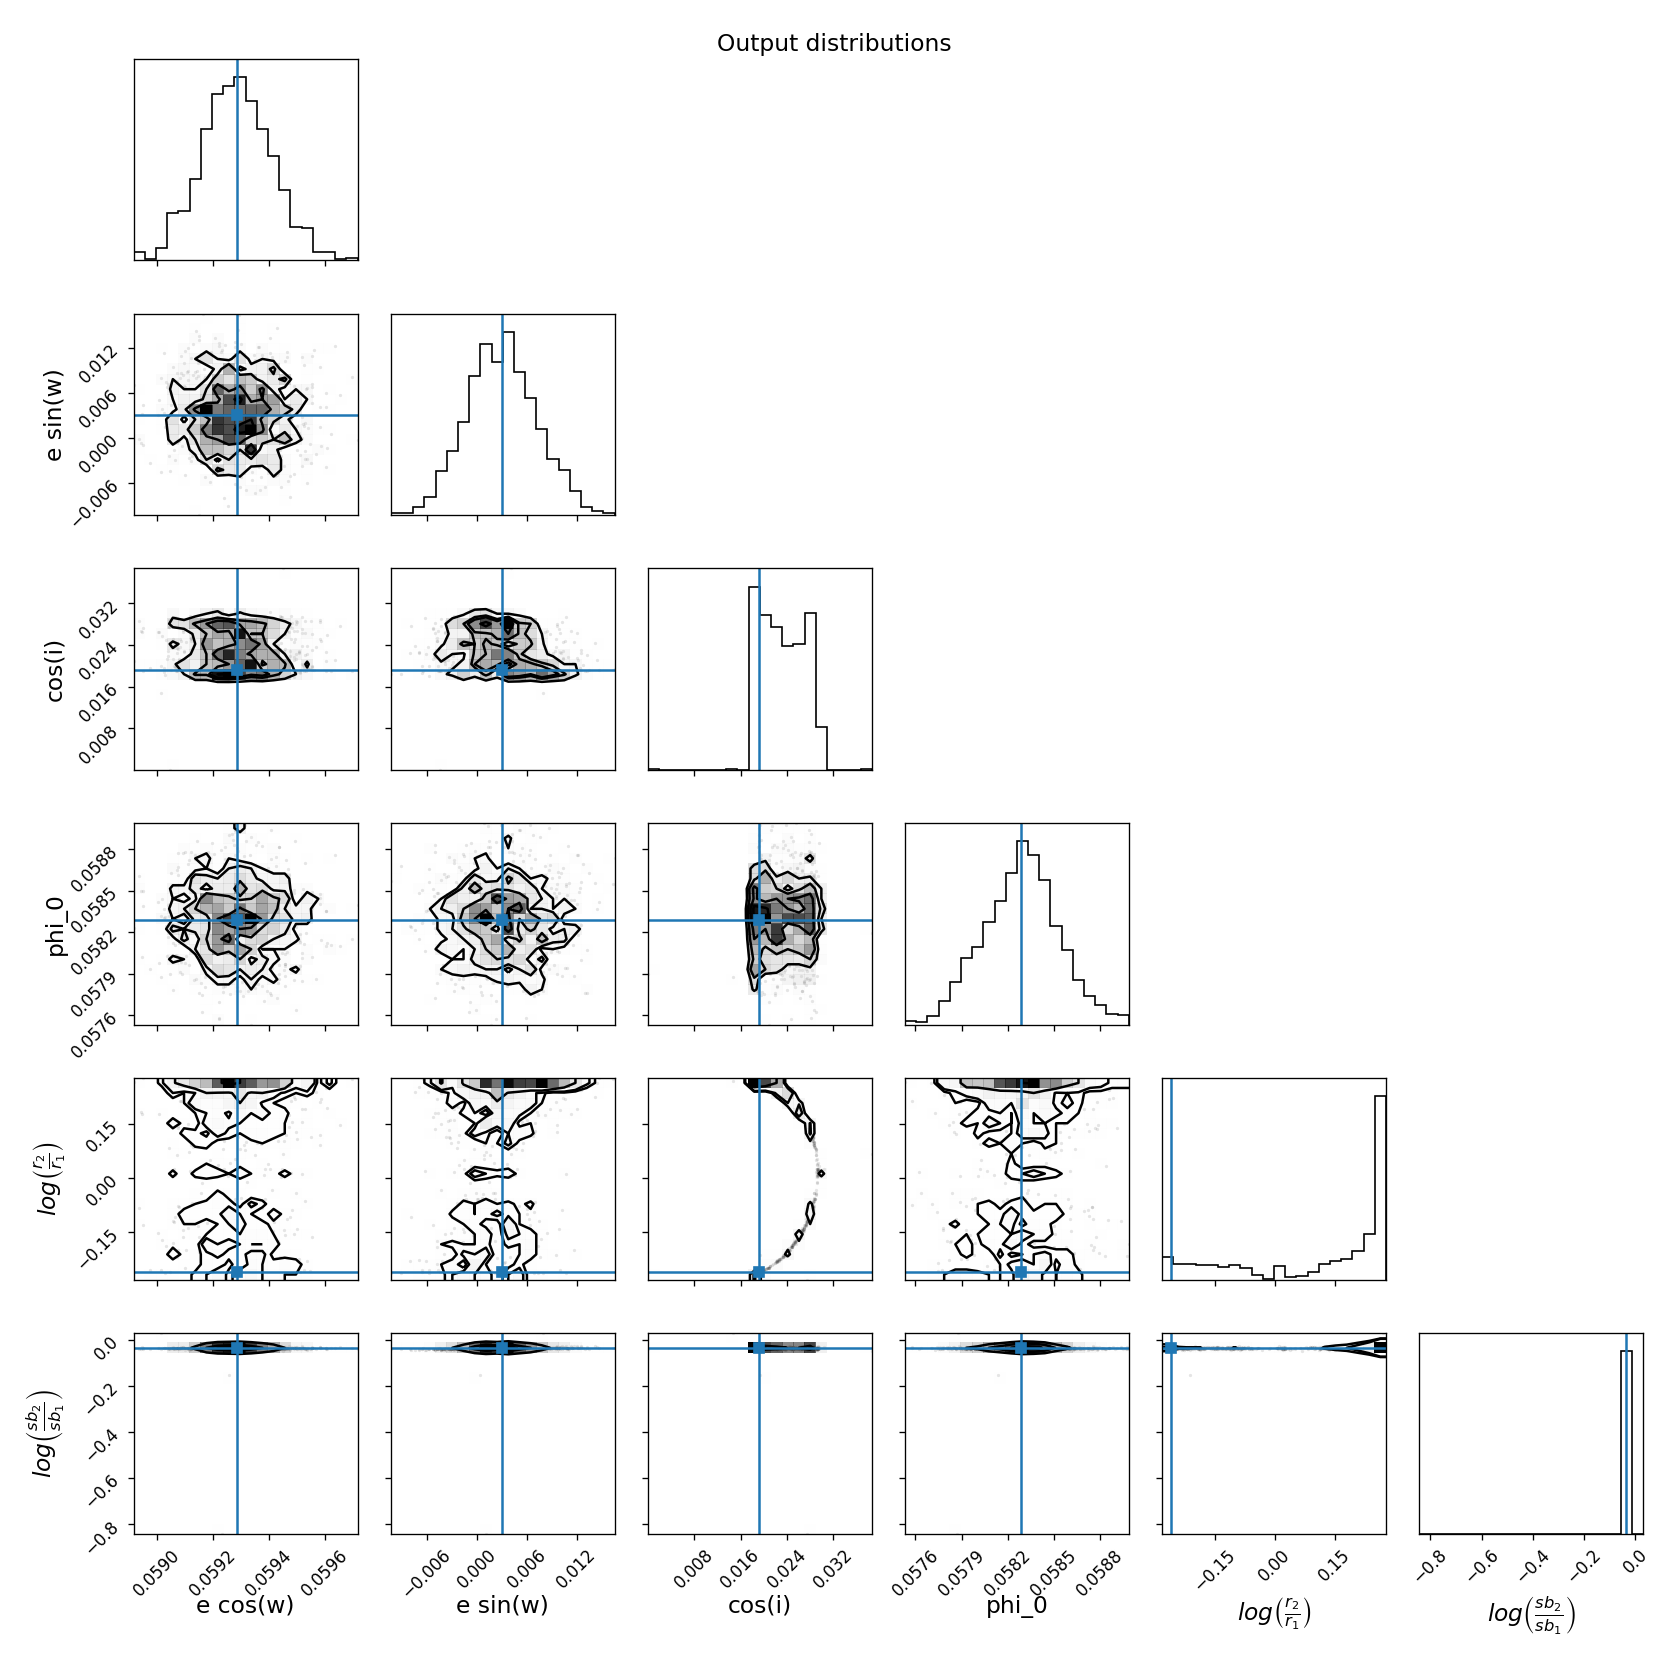 Output distributions
0.012
0.006
0.000
−0.006
e sin(w)
0.032
0.024
0.016
0.008
cos(i)
0.0588
0.0585
0.0582
0.0579
0.0576
phi_0
0.15
0.00
−0.15
log(r₂/r₁)
0.0
−0.2
−0.4
−0.6
−0.8
log(sb₂/sb₁)
0.0590 0.0592 0.0594 0.0596 −0.006 0.000 0.006 0.012 0.008 0.016 0.024 0.032 0.0576 0.0579 0.0582 0.0585 0.0588 −0.15 0.00 0.15 −0.8 −0.6 −0.4 −0.2 0.0
e cos(w) e sin(w) cos(i) phi_0 log(r₂/r₁) log(sb₂/sb₁)